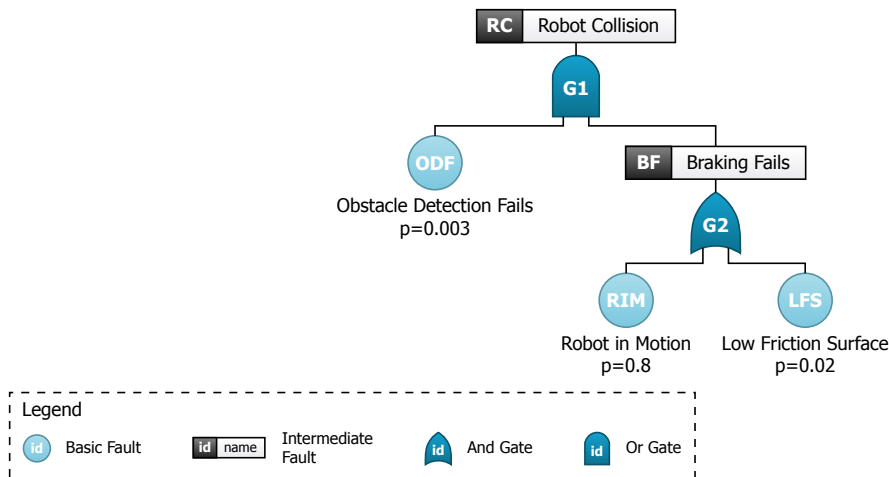 RC Robot Collision
G1
ODF
BF Braking Fails
Obstacle Detection Fails
p=0.003
G2
RIM
LFS
Robot in Motion
p=0.8
Low Friction Surface
p=0.02
Legend
id Basic Fault
id name Intermediate
Fault
id And Gate
id Or Gate